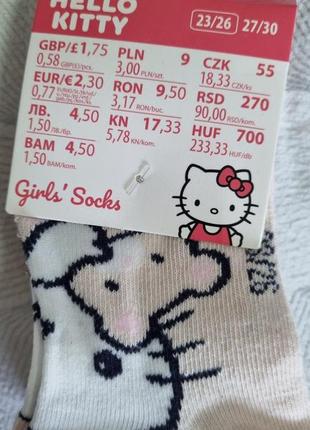 HELLO
KITTY
23/26 27/30
GBP/£ 1,75
0,58 GBP(£)/pcs.
EUR/€ 2,30
0,77
ЛВ. 4,50
1,50 ЛВ./бр.
BAM 4,50
1,50 BAM/kom.
PLN 9
3,00 PLN/szt.
RON 9,50
3,17 RON/buc.
KN 17,33
5,78 KN/kom.
CZK 55
18,33 CZK/ks
RSD 270
90,00 RSD/kom.
HUF 700
233,33 HUF/db
Girls' Socks